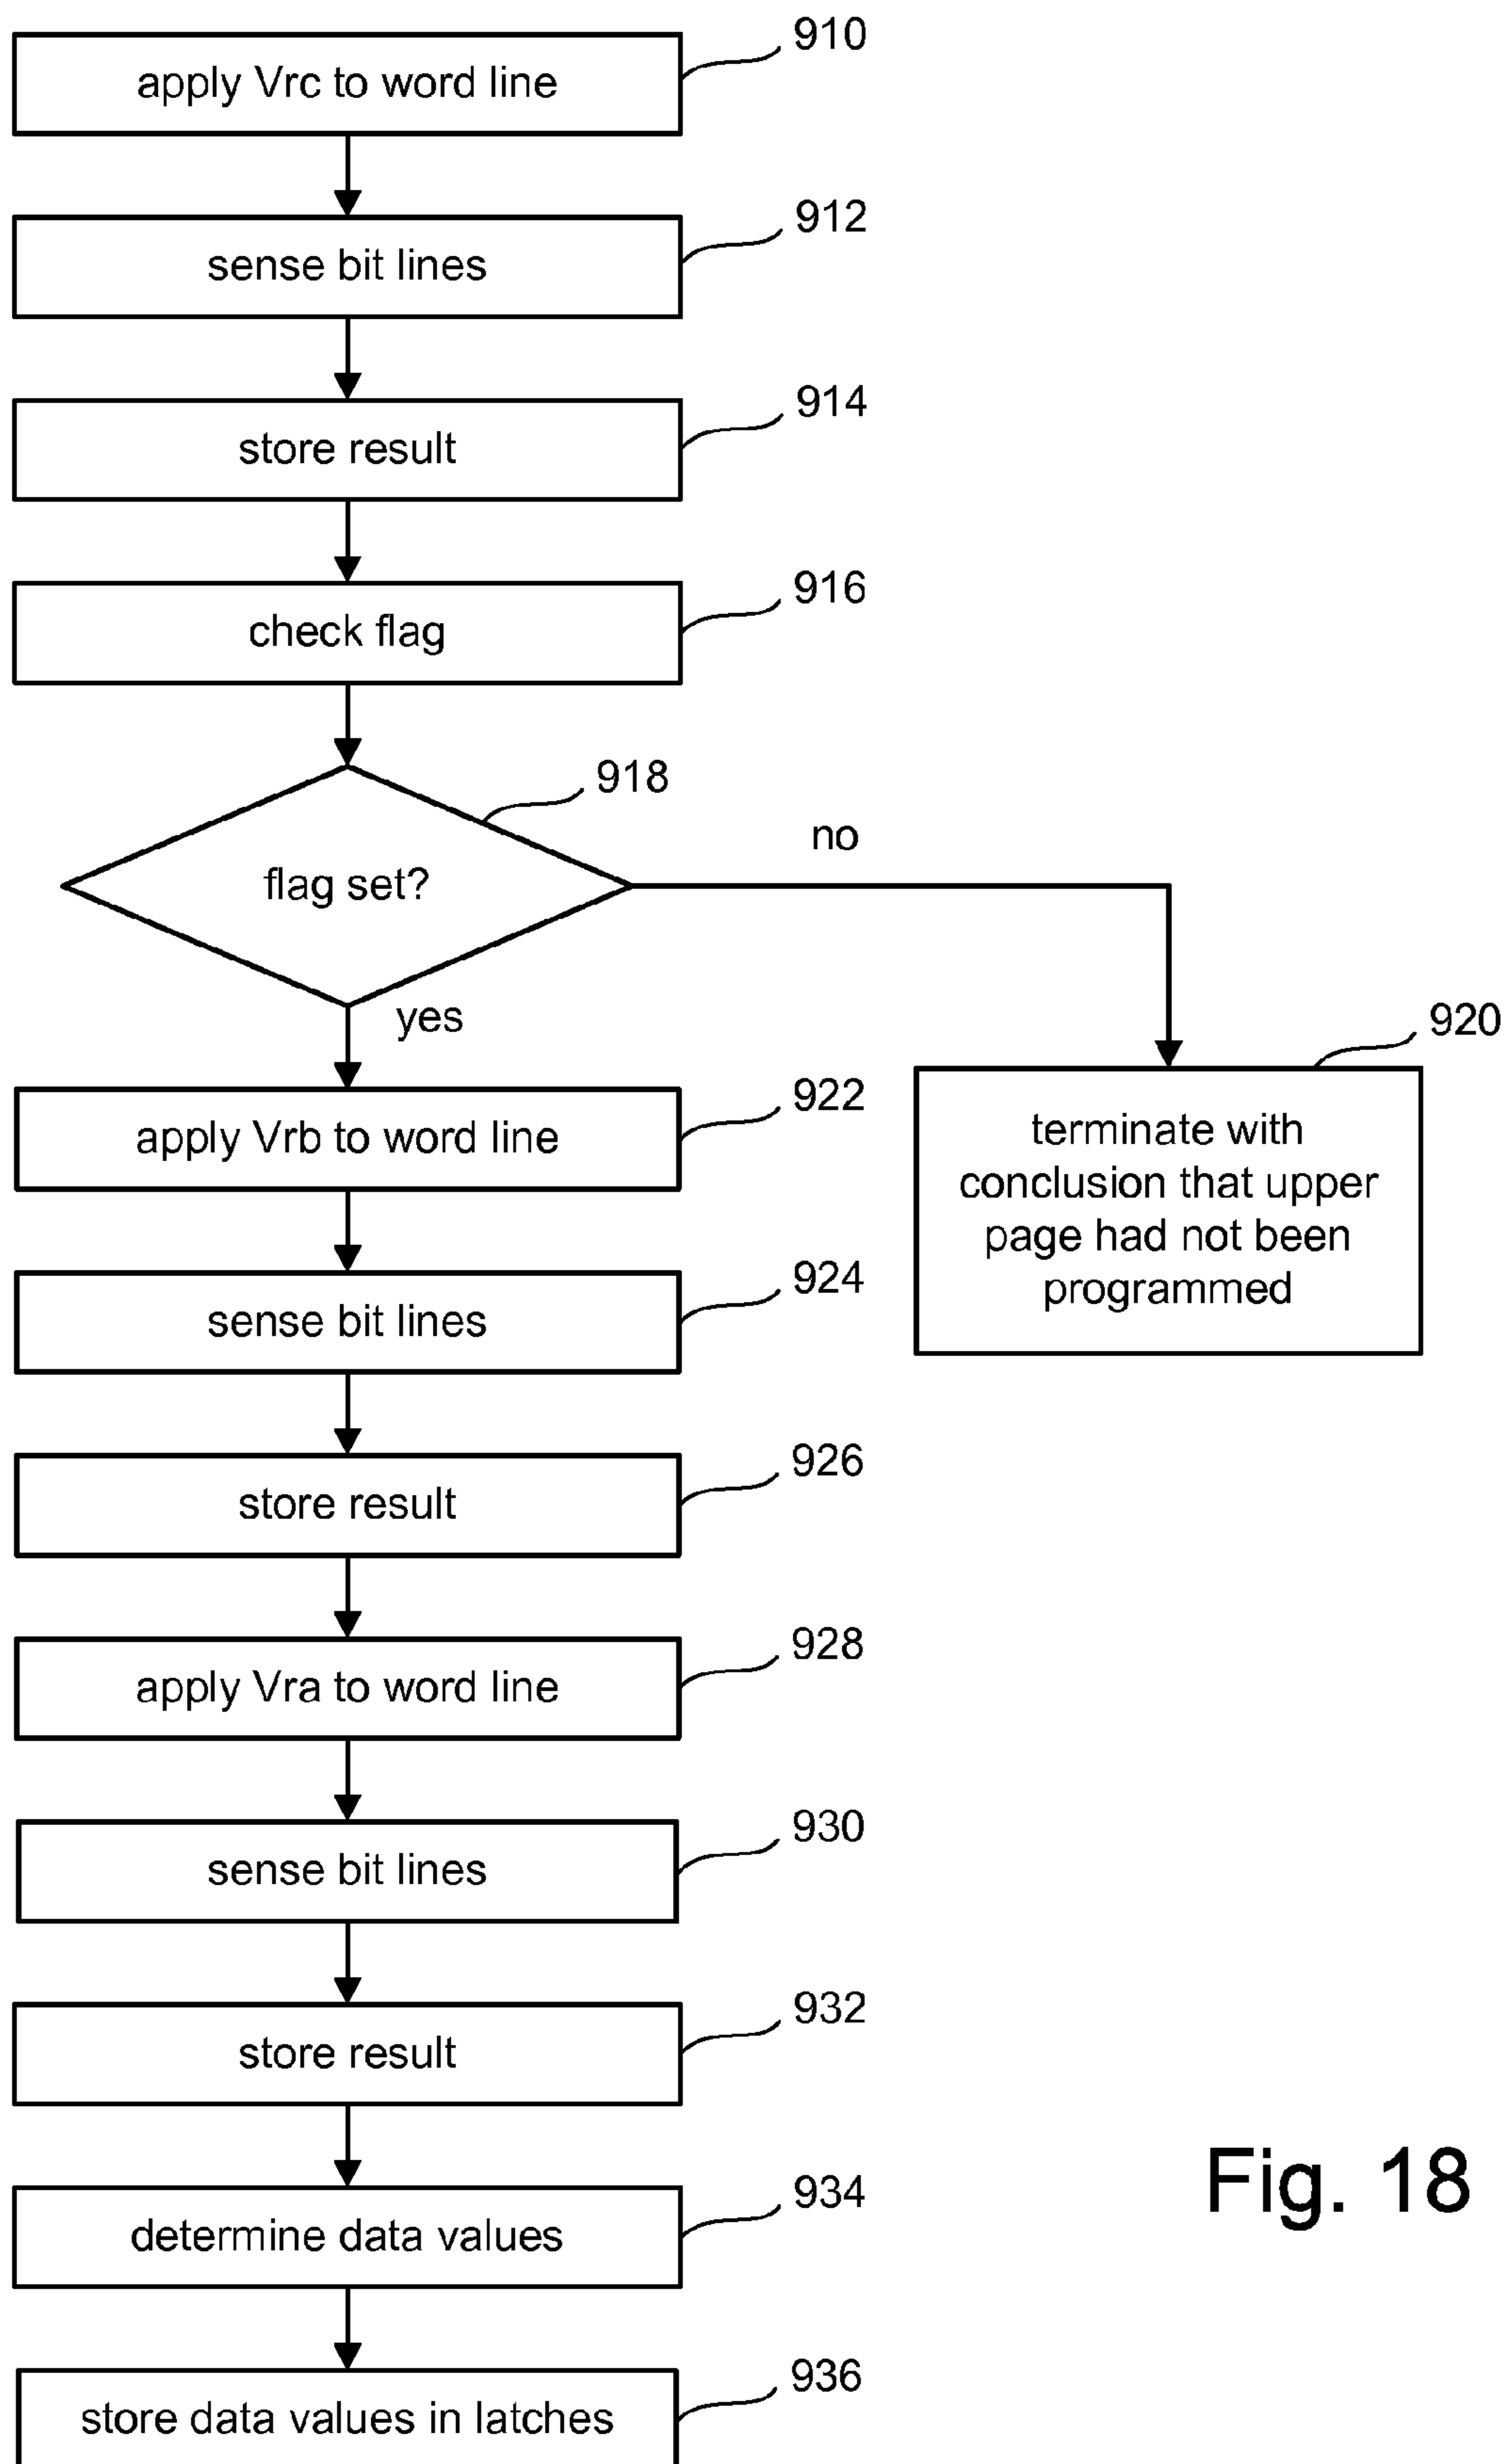 910
apply Vrc to word line
912
sense bit lines
914
store result
916
check flag
918
flag set?
no
yes
920
terminate with
conclusion that upper
page had not been
programmed
922
apply Vrb to word line
924
sense bit lines
926
store result
928
apply Vra to word line
930
sense bit lines
932
store result
934
determine data values
936
store data values in latches
Fig. 18